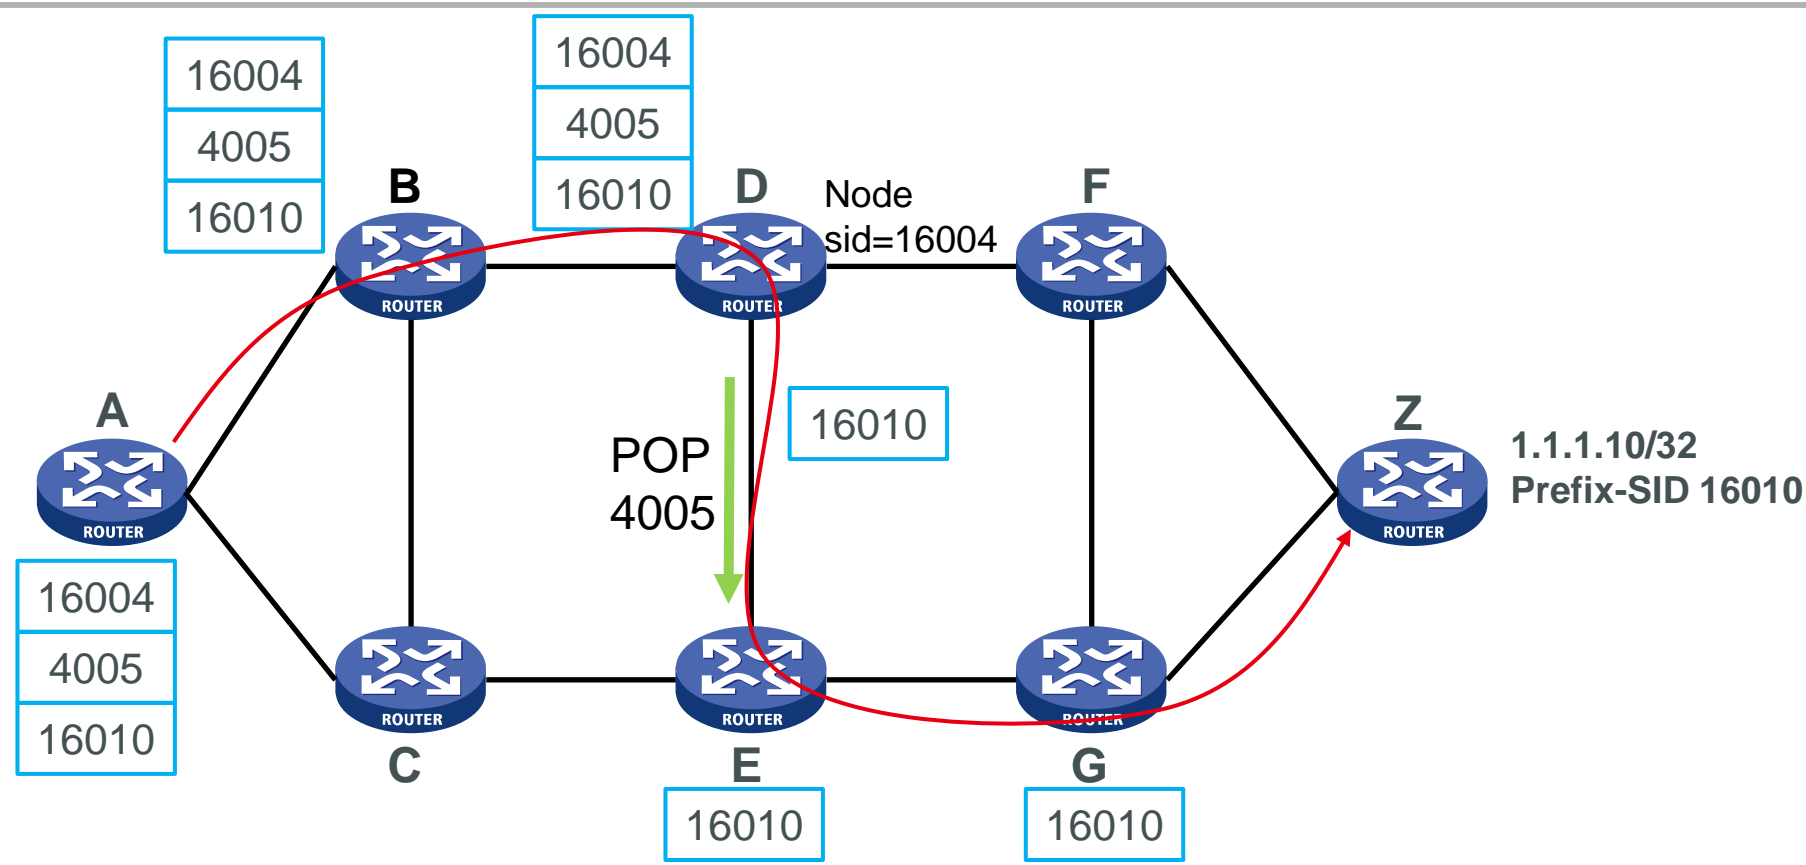 16004
4005
16010
16004
4005
16010
B
D
Node
sid=16004
F
ROUTER
ROUTER
ROUTER
A
16010
POP
4005
Z
1.1.1.10/32
Prefix-SID 16010
ROUTER
ROUTER
16004
4005
16010
ROUTER
ROUTER
ROUTER
C
E
G
16010
16010